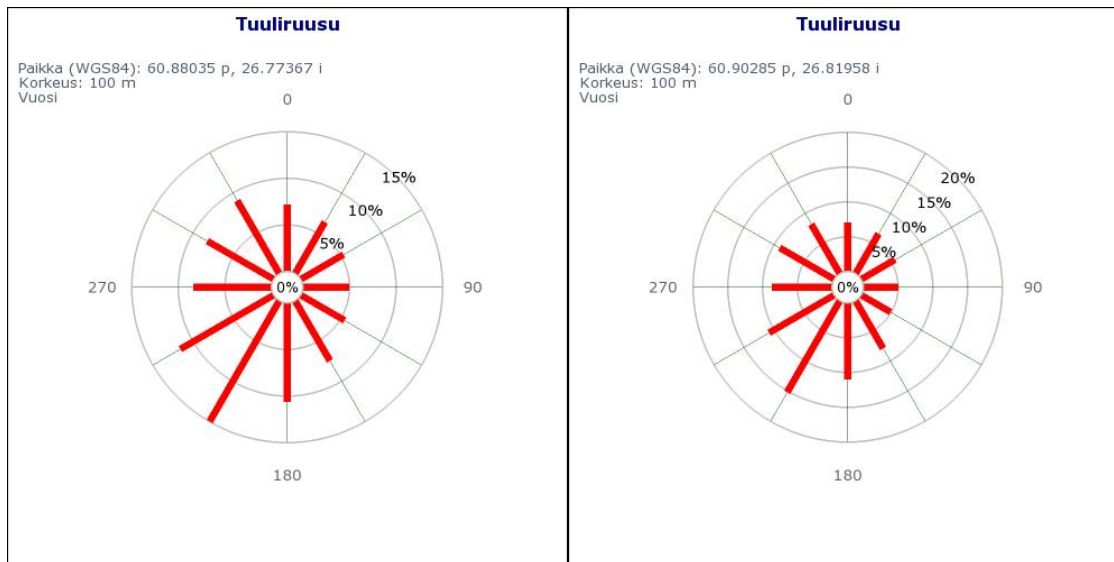 Tuuliruusu
Paikka (WGS84): 60.88035 p, 26.77367 i
Korkeus: 100 m
Vuosi
0
15%
10%
5%
270
0%
90
180
Tuuliruusu
Paikka (WGS84): 60.90285 p, 26.81958 i
Korkeus: 100 m
Vuosi
0
20%
15%
10%
5%
270
0%
90
180